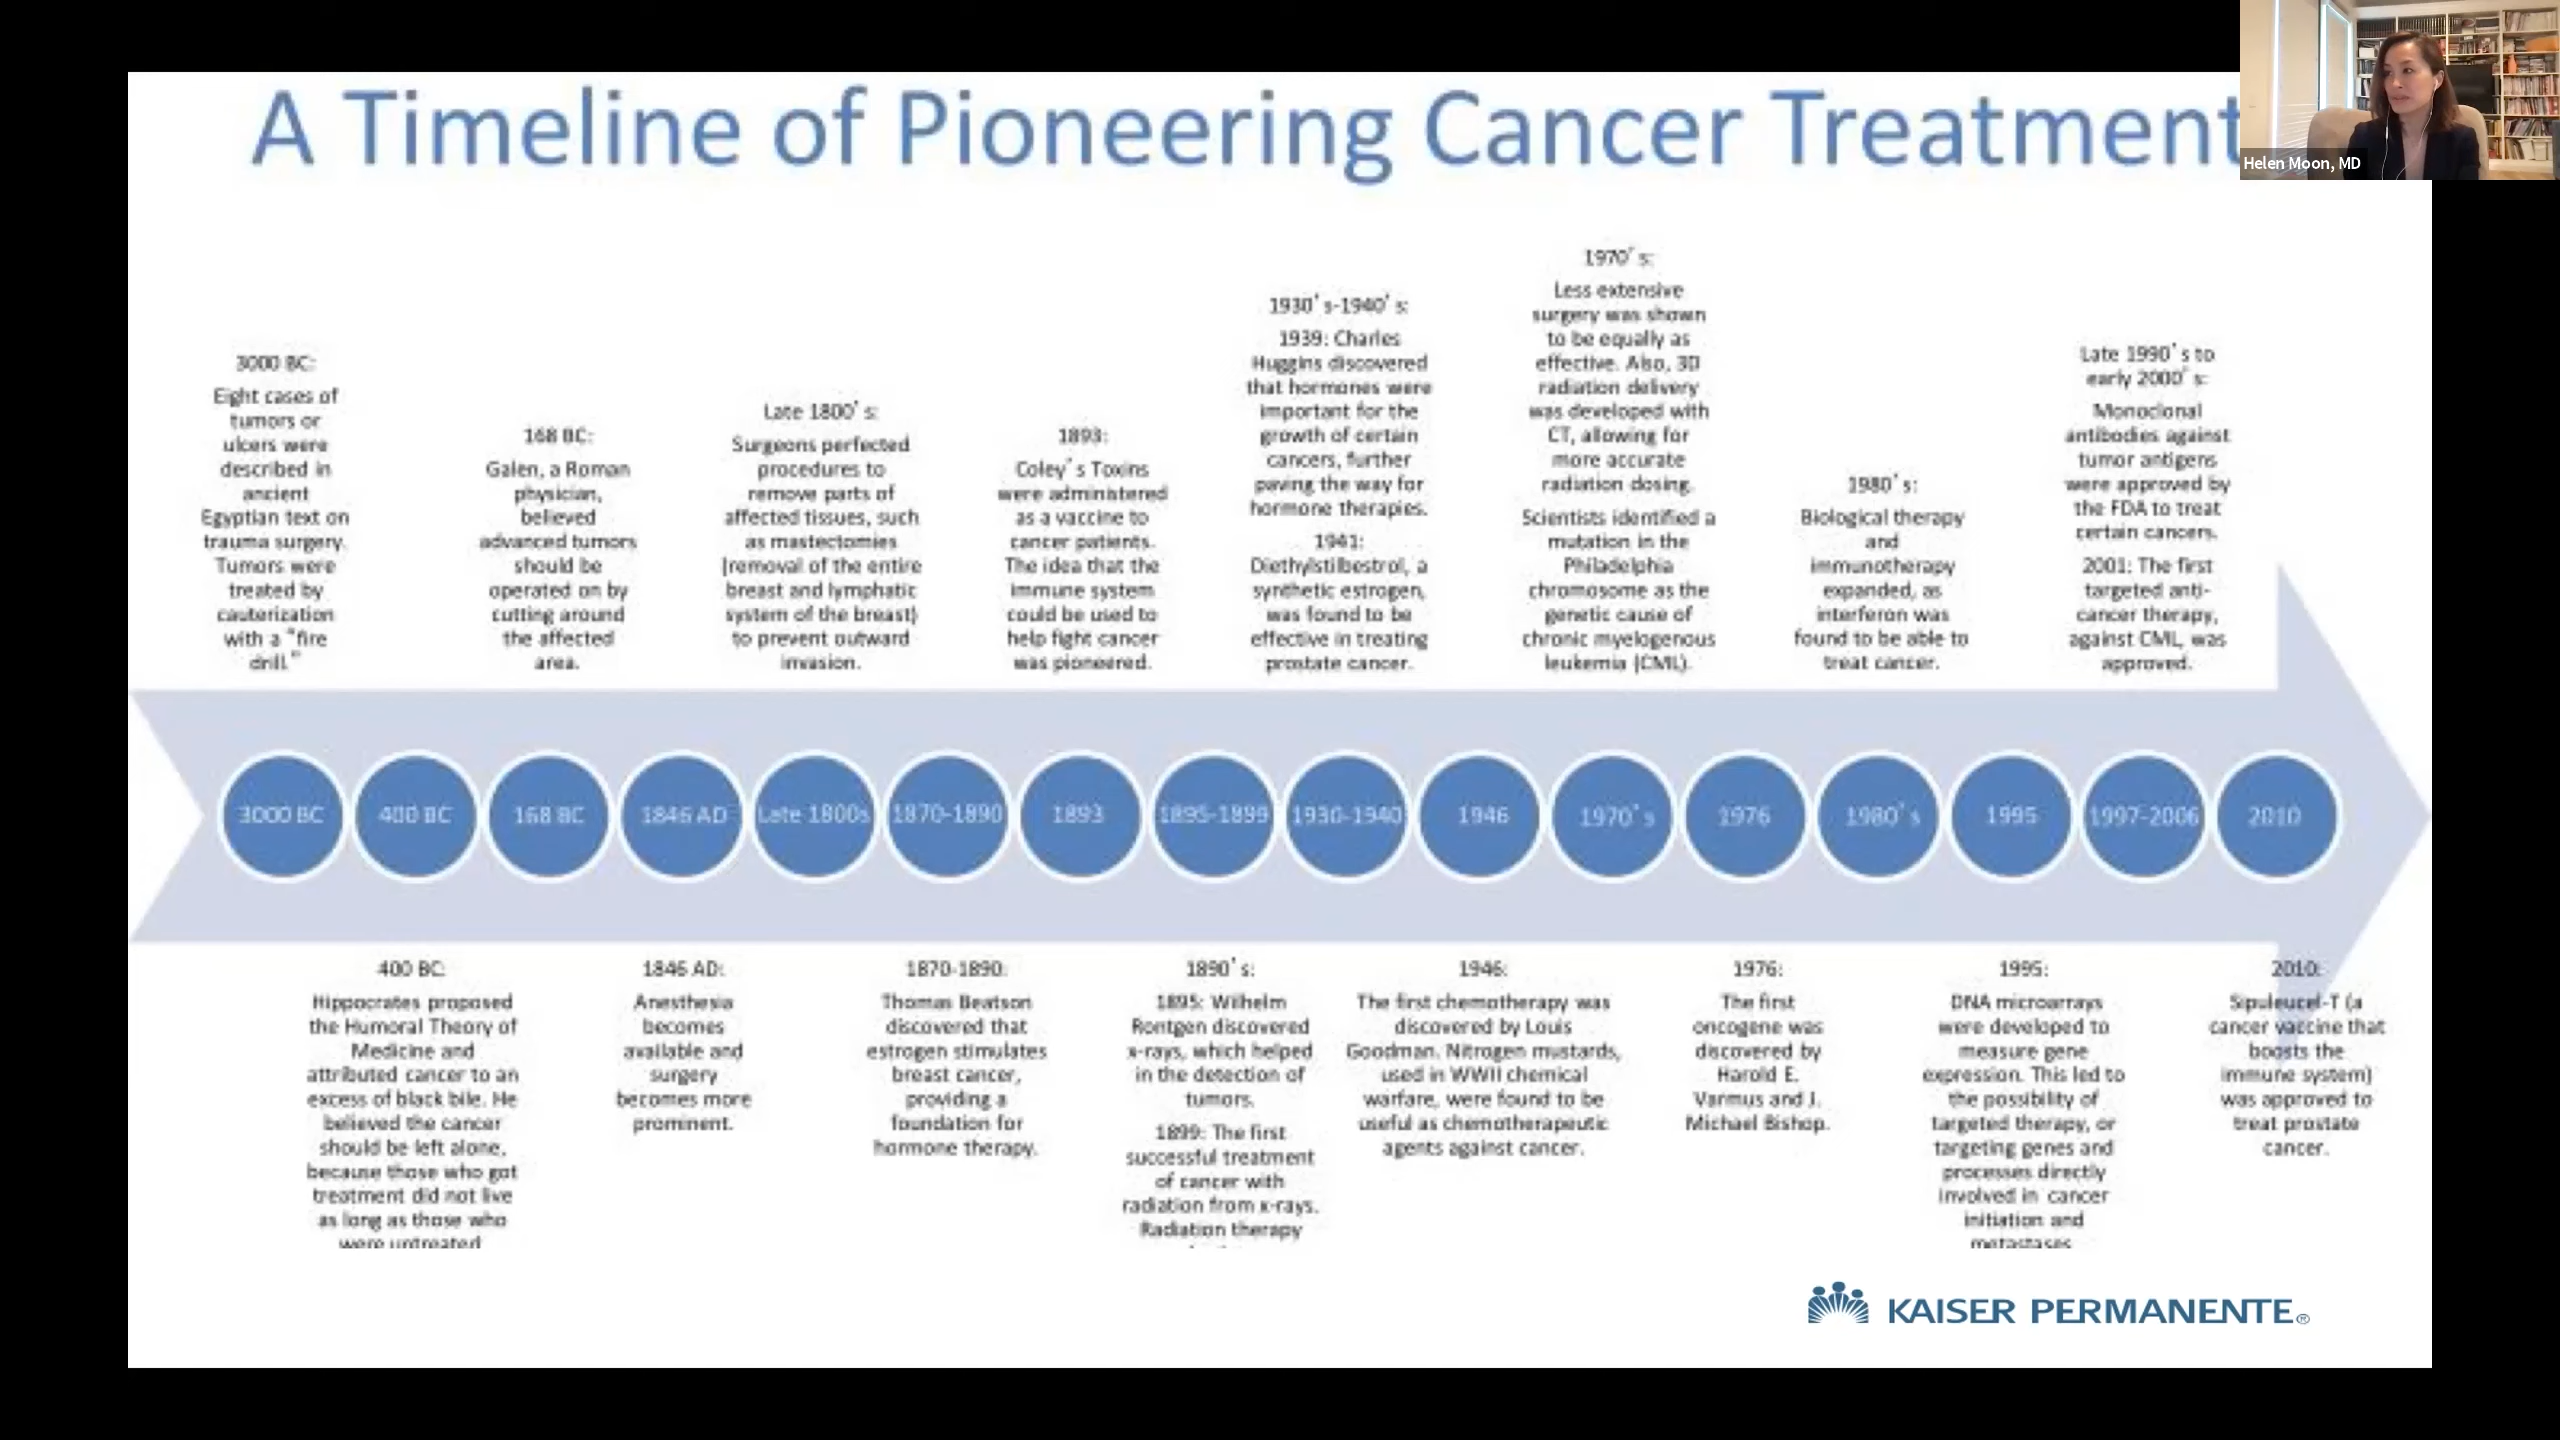 A Timeline of Pioneering Cancer Treatment
Helen Moon, MD
3000 BC:
Eight cases of
tumors or
ulcers were
described in
ancient
Egyptian text on
trauma surgery.
Tumors were
treated by
cauterization
with a "fire
drill."
168 BC:
Galen, a Roman
physician,
believed
advanced tumors
should be
operated on by
cutting around
the affected
area.
Late 1800's:
Surgeons perfected
procedures to
remove parts of
affected tissues, such
as mastectomies
(removal of the entire
breast and lymphatic
system of the breast)
to prevent outward
invasion.
1893:
Coley's Toxins
were administered
as a vaccine to
cancer patients.
The idea that the
immune system
could be used to
help fight cancer
was pioneered.
1930's-1940's:
1939: Charles
Huggins discovered
that hormones were
important for the
growth of certain
cancers, further
paving the way for
hormone therapies.
1941:
Diethylstilbestrol, a
synthetic estrogen,
was found to be
effective in treating
prostate cancer.
1970's:
Less extensive
surgery was shown
to be equally as
effective. Also, 3D
radiation delivery
was developed with
CT, allowing for
more accurate
radiation dosing.
Scientists identified a
mutation in the
Philadelphia
chromosome as the
genetic cause of
chronic myelogenous
leukemia (CML).
1980's:
Biological therapy
and
immunotherapy
expanded, as
interferon was
found to be able to
treat cancer.
Late 1990's to
early 2000's:
Monoclonal
antibodies against
tumor antigens
were approved by
the FDA to treat
certain cancers.
2001: The first
targeted anti-
cancer therapy,
against CML, was
approved.
3000 BC
400 BC
168 BC
1846 AD
Late 1800s
1870-1890
1893
1895-1899
1930-1940
1946
1970's
1976
1980's
1995
1997-2006
2010
400 BC:
Hippocrates proposed
the Humoral Theory of
Medicine and
attributed cancer to an
excess of black bile. He
believed the cancer
should be left alone,
because those who got
treatment did not live
as long as those who
were untreated
1846 AD:
Anesthesia
becomes
available and
surgery
becomes more
prominent.
1870-1890:
Thomas Beatson
discovered that
estrogen stimulates
breast cancer,
providing a
foundation for
hormone therapy.
1890's:
1895: Wilhelm
Rontgen discovered
x-rays, which helped
in the detection of
tumors.
1899: The first
successful treatment
of cancer with
radiation from x-rays.
Radiation therapy
1946:
The first chemotherapy was
discovered by Louis
Goodman. Nitrogen mustards,
used in WWII chemical
warfare, were found to be
useful as chemotherapeutic
agents against cancer.
1976:
The first
oncogene was
discovered by
Harold E.
Varmus and J.
Michael Bishop.
1995:
DNA microarrays
were developed to
measure gene
expression. This led to
the possibility of
targeted therapy, or
targeting genes and
processes directly
involved in cancer
initiation and
metastases
2010:
Sipuleucel-T (a
cancer vaccine that
boosts the
immune system)
was approved to
treat prostate
cancer.
KAISER PERMANENTE®